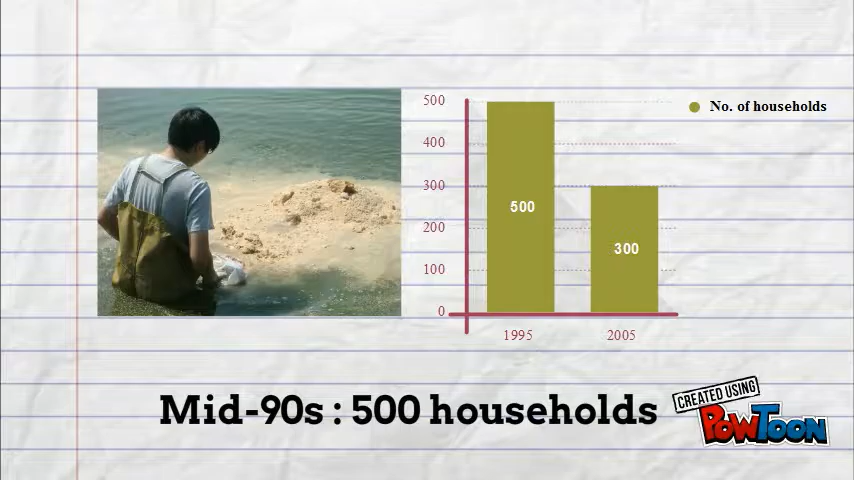 500
400
300
200
100
0
500
300
1995
2005
No. of households
Mid-90s : 500 households
CREATED USING
POWTOON